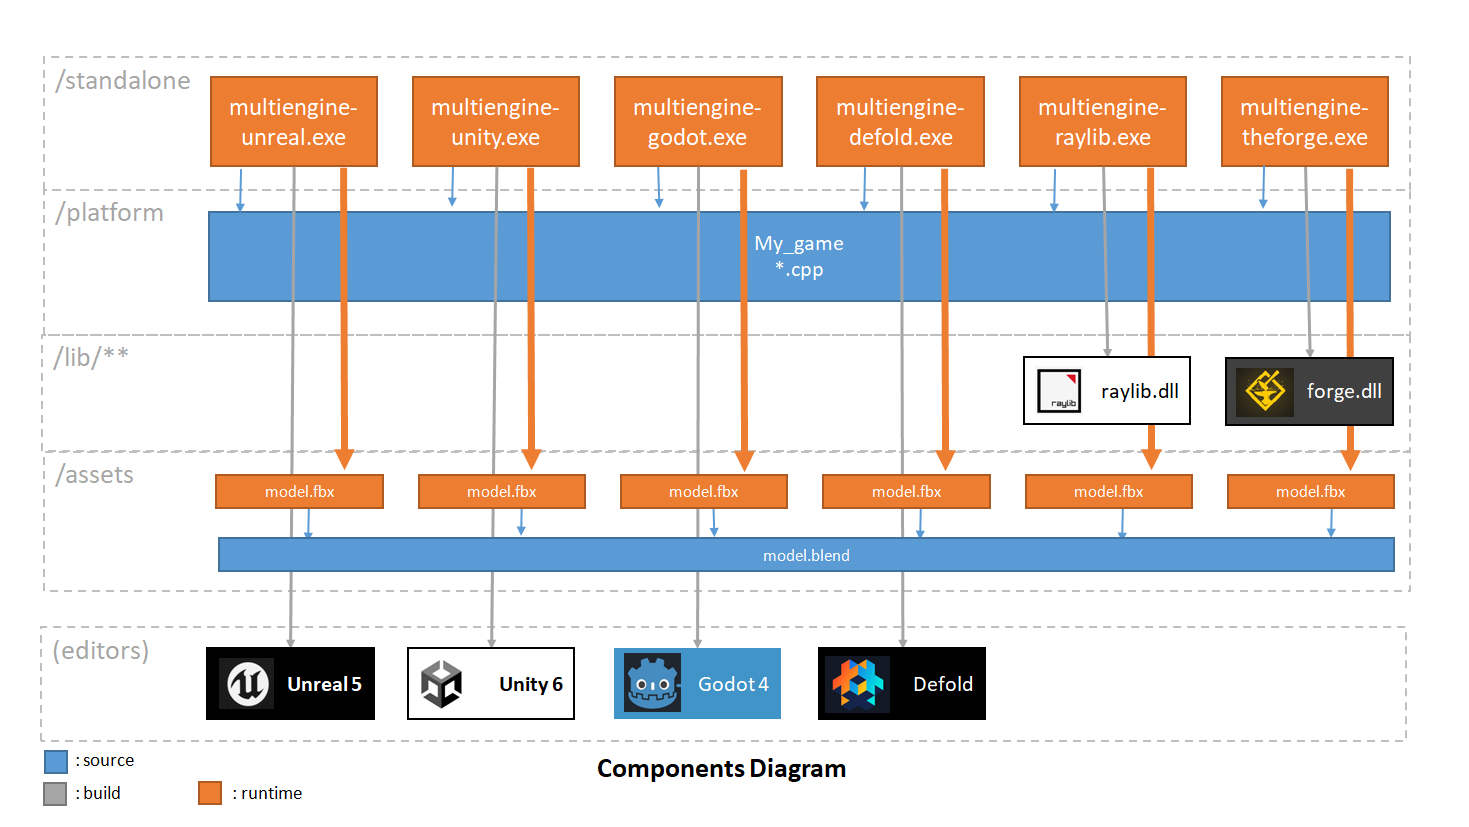 /standalone
multiengine-
unreal.exe
multiengine-
unity.exe
multiengine-
godot.exe
multiengine-
defold.exe
multiengine-
raylib.exe
multiengine-
theforge.exe
/platform
My_game
*.cpp
/lib/**
raylib
raylib.dll
forge.dll
/assets
model.fbx
model.fbx
model.fbx
model.fbx
model.fbx
model.fbx
model.blend
(editors)
Unreal 5
Unity 6
Godot 4
Defold
: source
: build
: runtime
Components Diagram